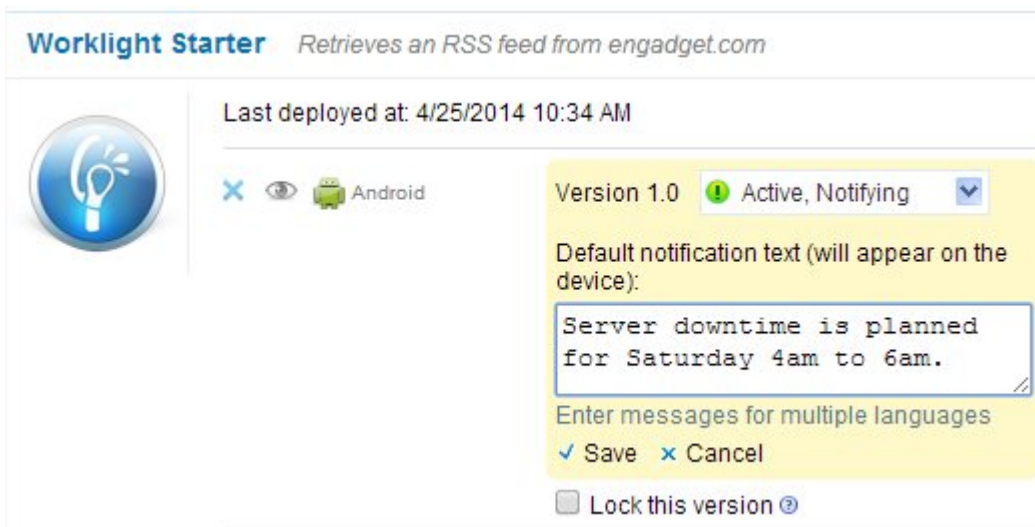 Worklight Starter Retrieves an RSS feed from engadget.com
Last deployed at: 4/25/2014 10:34 AM
Android
Version 1.0 Active, Notifying
Default notification text (will appear on the
device):
Server downtime is planned
for Saturday 4am to 6am.
Enter messages for multiple languages
Save Cancel
Lock this version